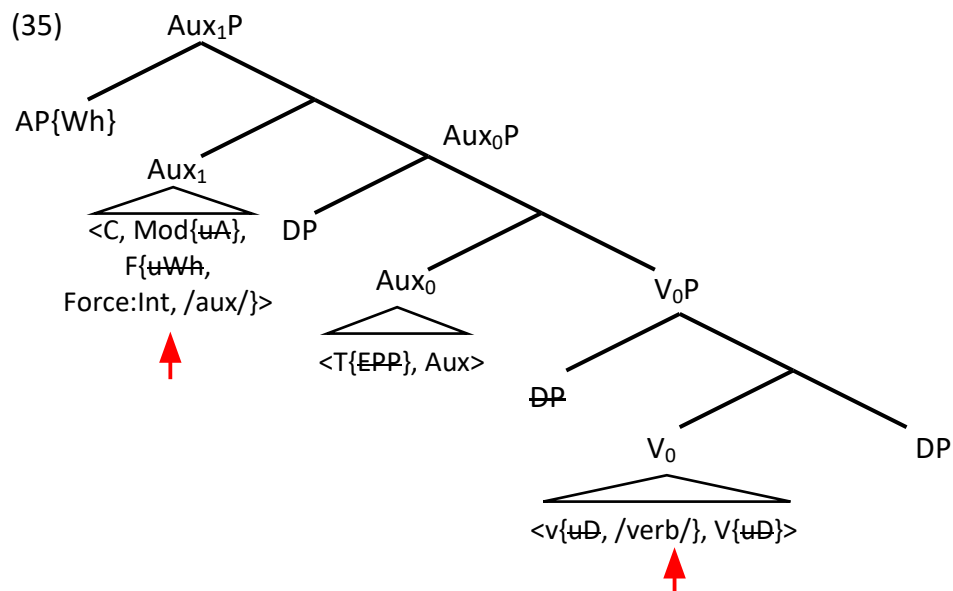 (35)
Aux₁P
AP{Wh}
Aux₀P
Aux₁
<C, Mod{uA},
F{uWh,
Force:Int, /aux/}>
DP
Aux₀
<T{EPP}, Aux>
V₀P
DP
V₀
DP
<v{uD, /verb/}, V{uD}>